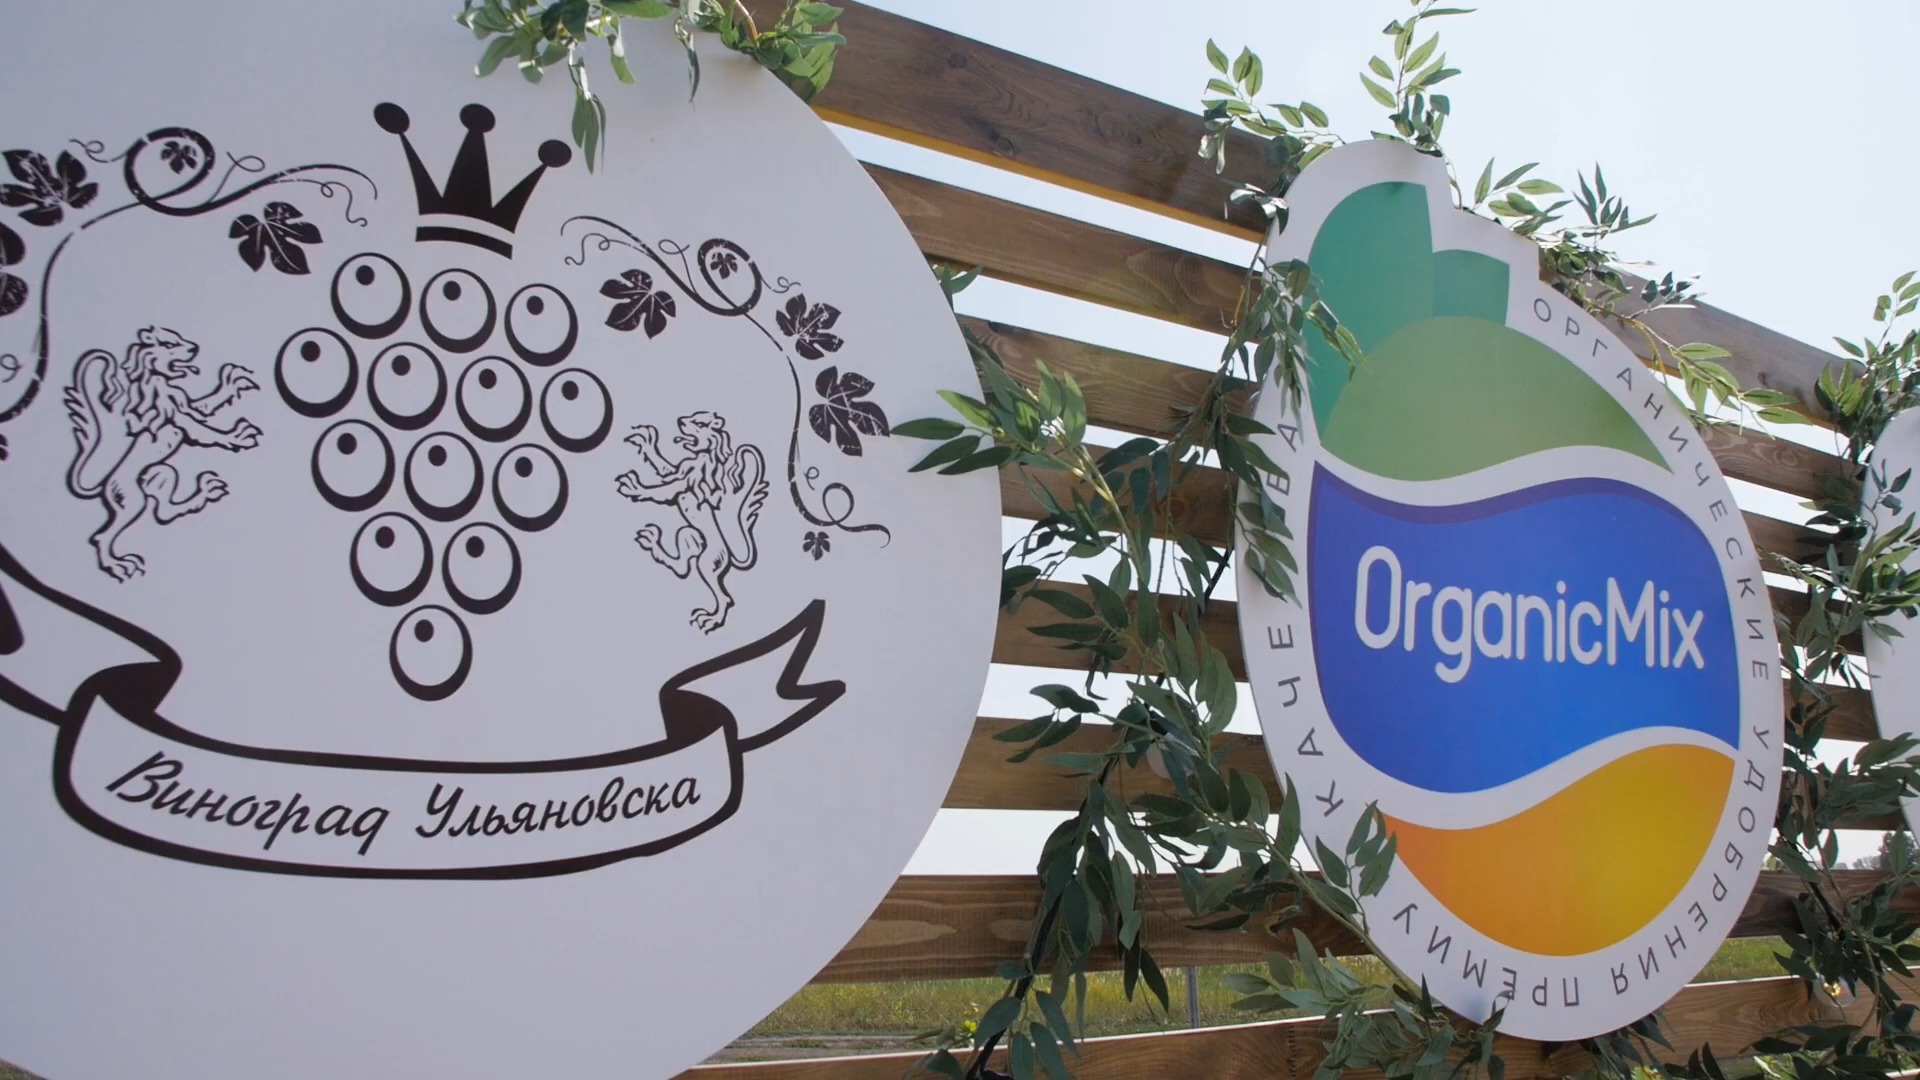 Виноград Ульяновска
OrganicMix
ОРГАНИЧЕСКИЕ УДОБРЕНИЯ ПРЕМИУМ КАЧЕСТВА